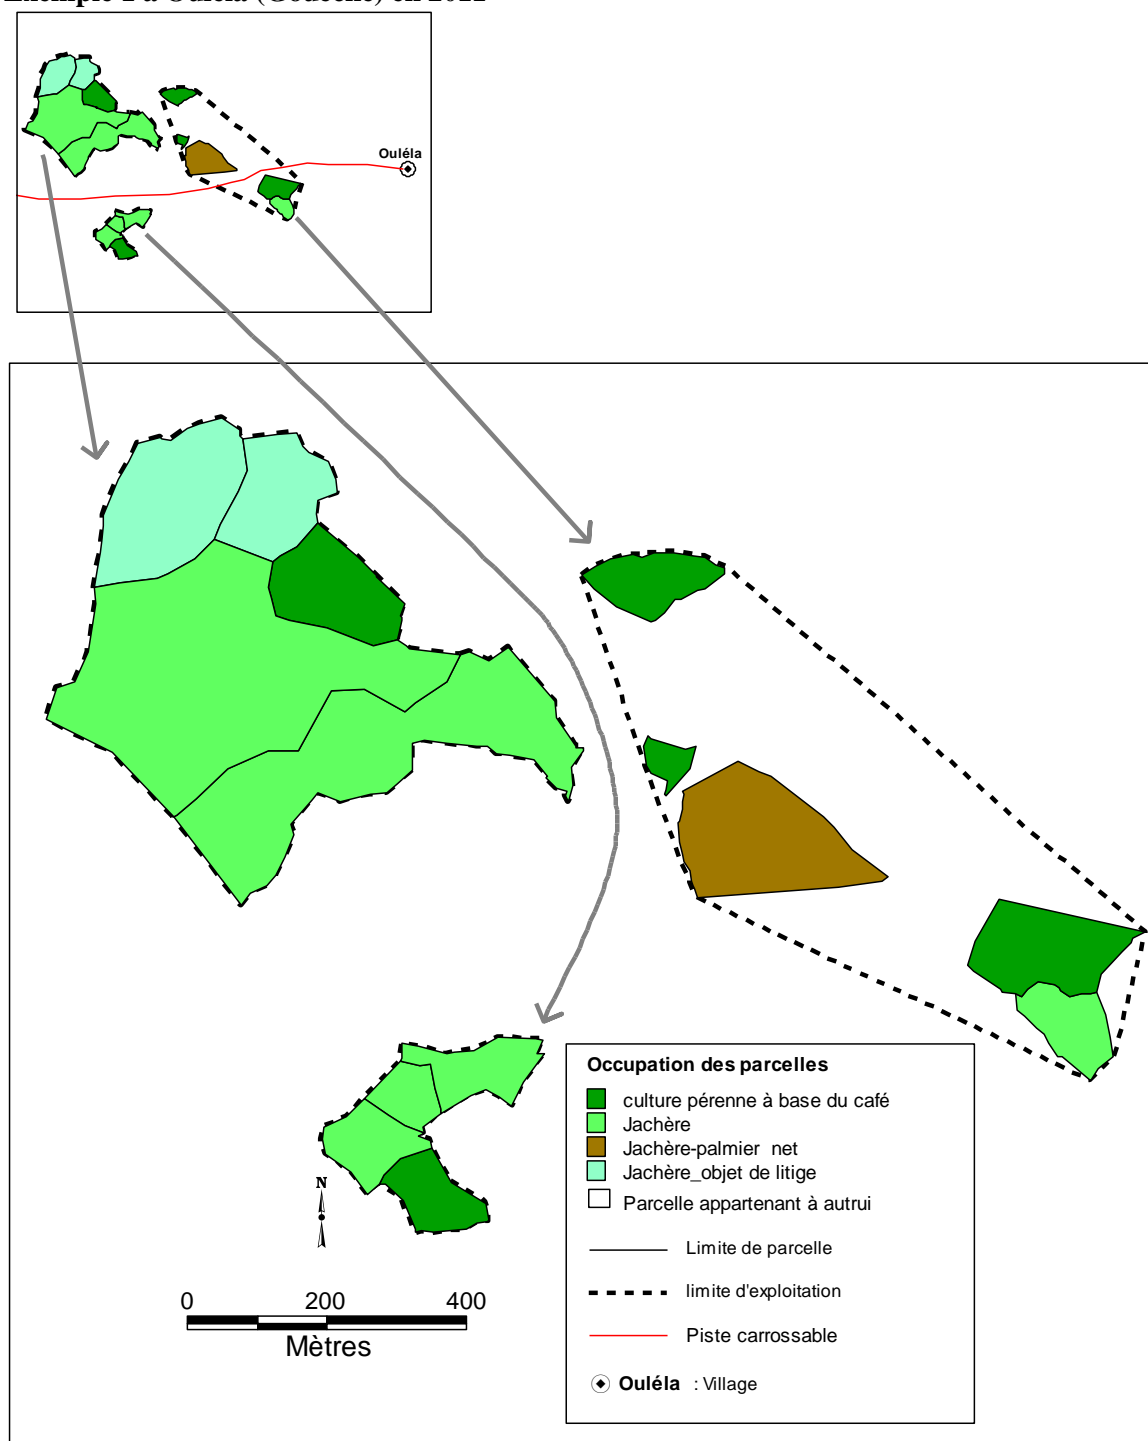 Ouléla
Occupation des parcelles
culture pérenne à base du café
Jachère
Jachère-palmier net
Jachère_objet de litige
Parcelle appartenant à autrui
Limite de parcelle
limite d'exploitation
Piste carrossable
Ouléla : Village
N
0 200 400
Mètres